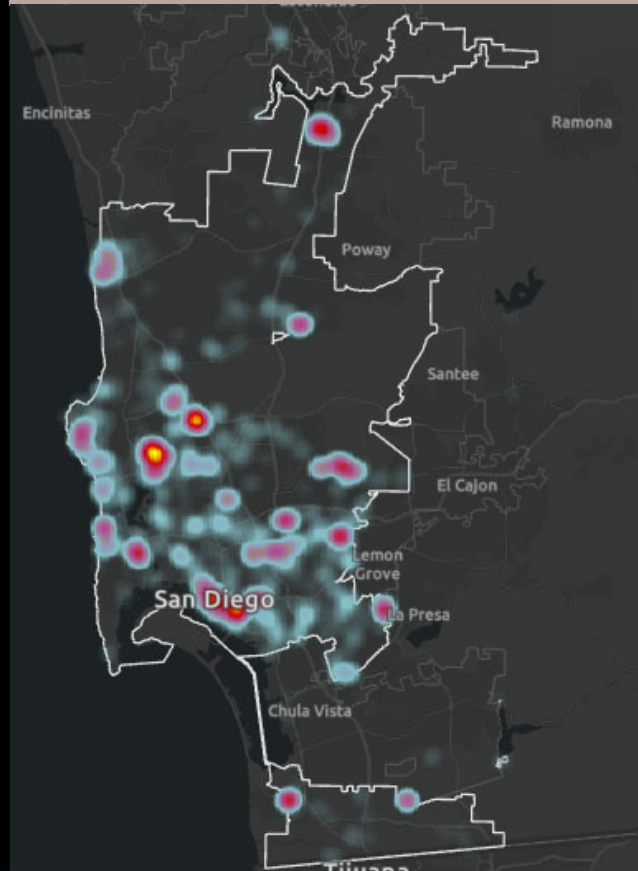 Encinitas
Ramona
Poway
Santee
El Cajon
Lemon
Grove
San Diego
La Presa
Chula Vista
Tijuana